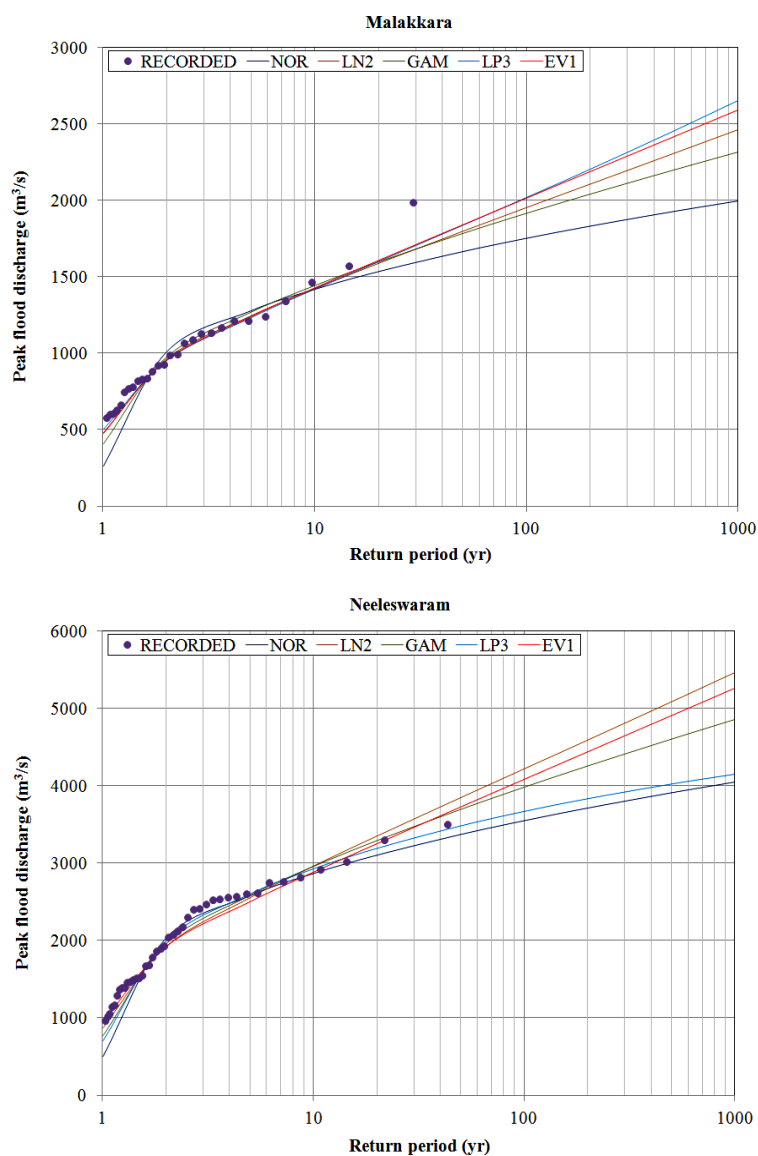 Malakkara
3000
RECORDED NOR LN2 GAM LP3 EV1
2500
2000
1500
1000
500
0
Peak flood discharge (m³/s)
1 10 100 1000
Return period (yr)
Neeleswaram
6000
RECORDED NOR LN2 GAM LP3 EV1
5000
4000
3000
2000
1000
0
Peak flood discharge (m³/s)
1 10 100 1000
Return period (yr)